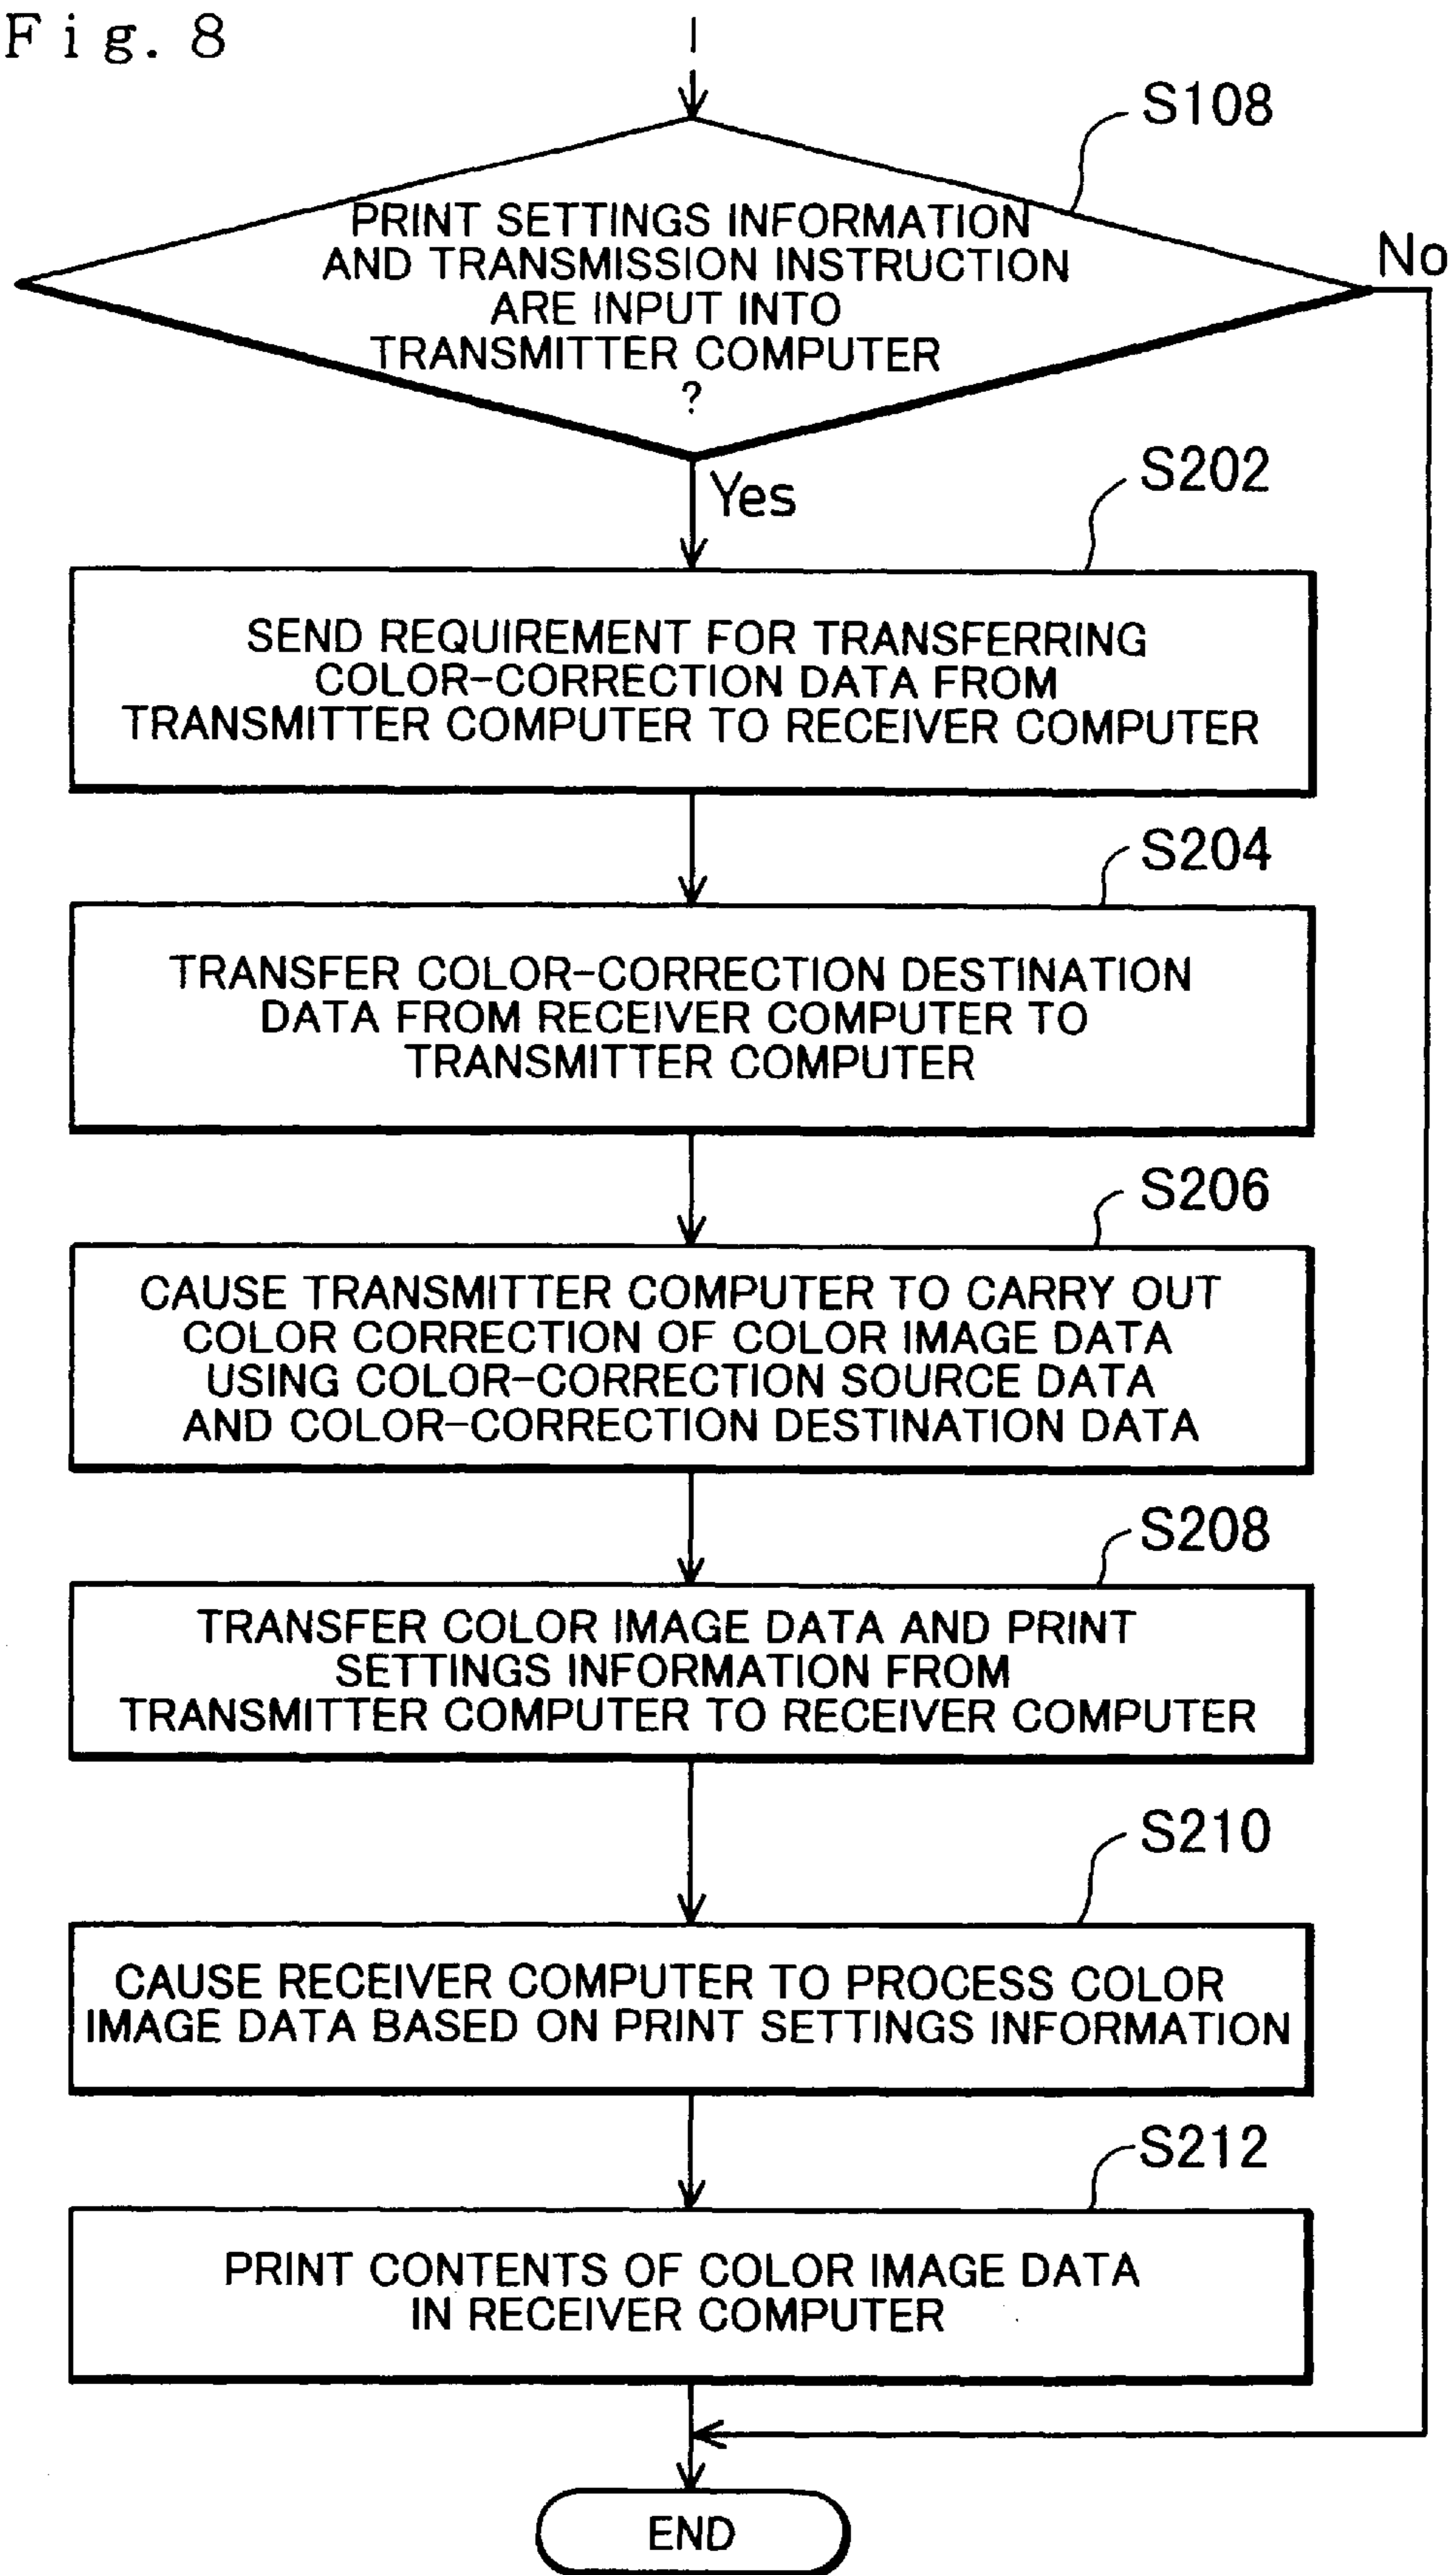 Fig. 8
S108
PRINT SETTINGS INFORMATION
AND TRANSMISSION INSTRUCTION
ARE INPUT INTO
TRANSMITTER COMPUTER
?
No
Yes
S202
SEND REQUIREMENT FOR TRANSFERRING
COLOR-CORRECTION DATA FROM
TRANSMITTER COMPUTER TO RECEIVER COMPUTER
S204
TRANSFER COLOR-CORRECTION DESTINATION
DATA FROM RECEIVER COMPUTER TO
TRANSMITTER COMPUTER
S206
CAUSE TRANSMITTER COMPUTER TO CARRY OUT
COLOR CORRECTION OF COLOR IMAGE DATA
USING COLOR-CORRECTION SOURCE DATA
AND COLOR-CORRECTION DESTINATION DATA
S208
TRANSFER COLOR IMAGE DATA AND PRINT
SETTINGS INFORMATION FROM
TRANSMITTER COMPUTER TO RECEIVER COMPUTER
S210
CAUSE RECEIVER COMPUTER TO PROCESS COLOR
IMAGE DATA BASED ON PRINT SETTINGS INFORMATION
S212
PRINT CONTENTS OF COLOR IMAGE DATA
IN RECEIVER COMPUTER
END